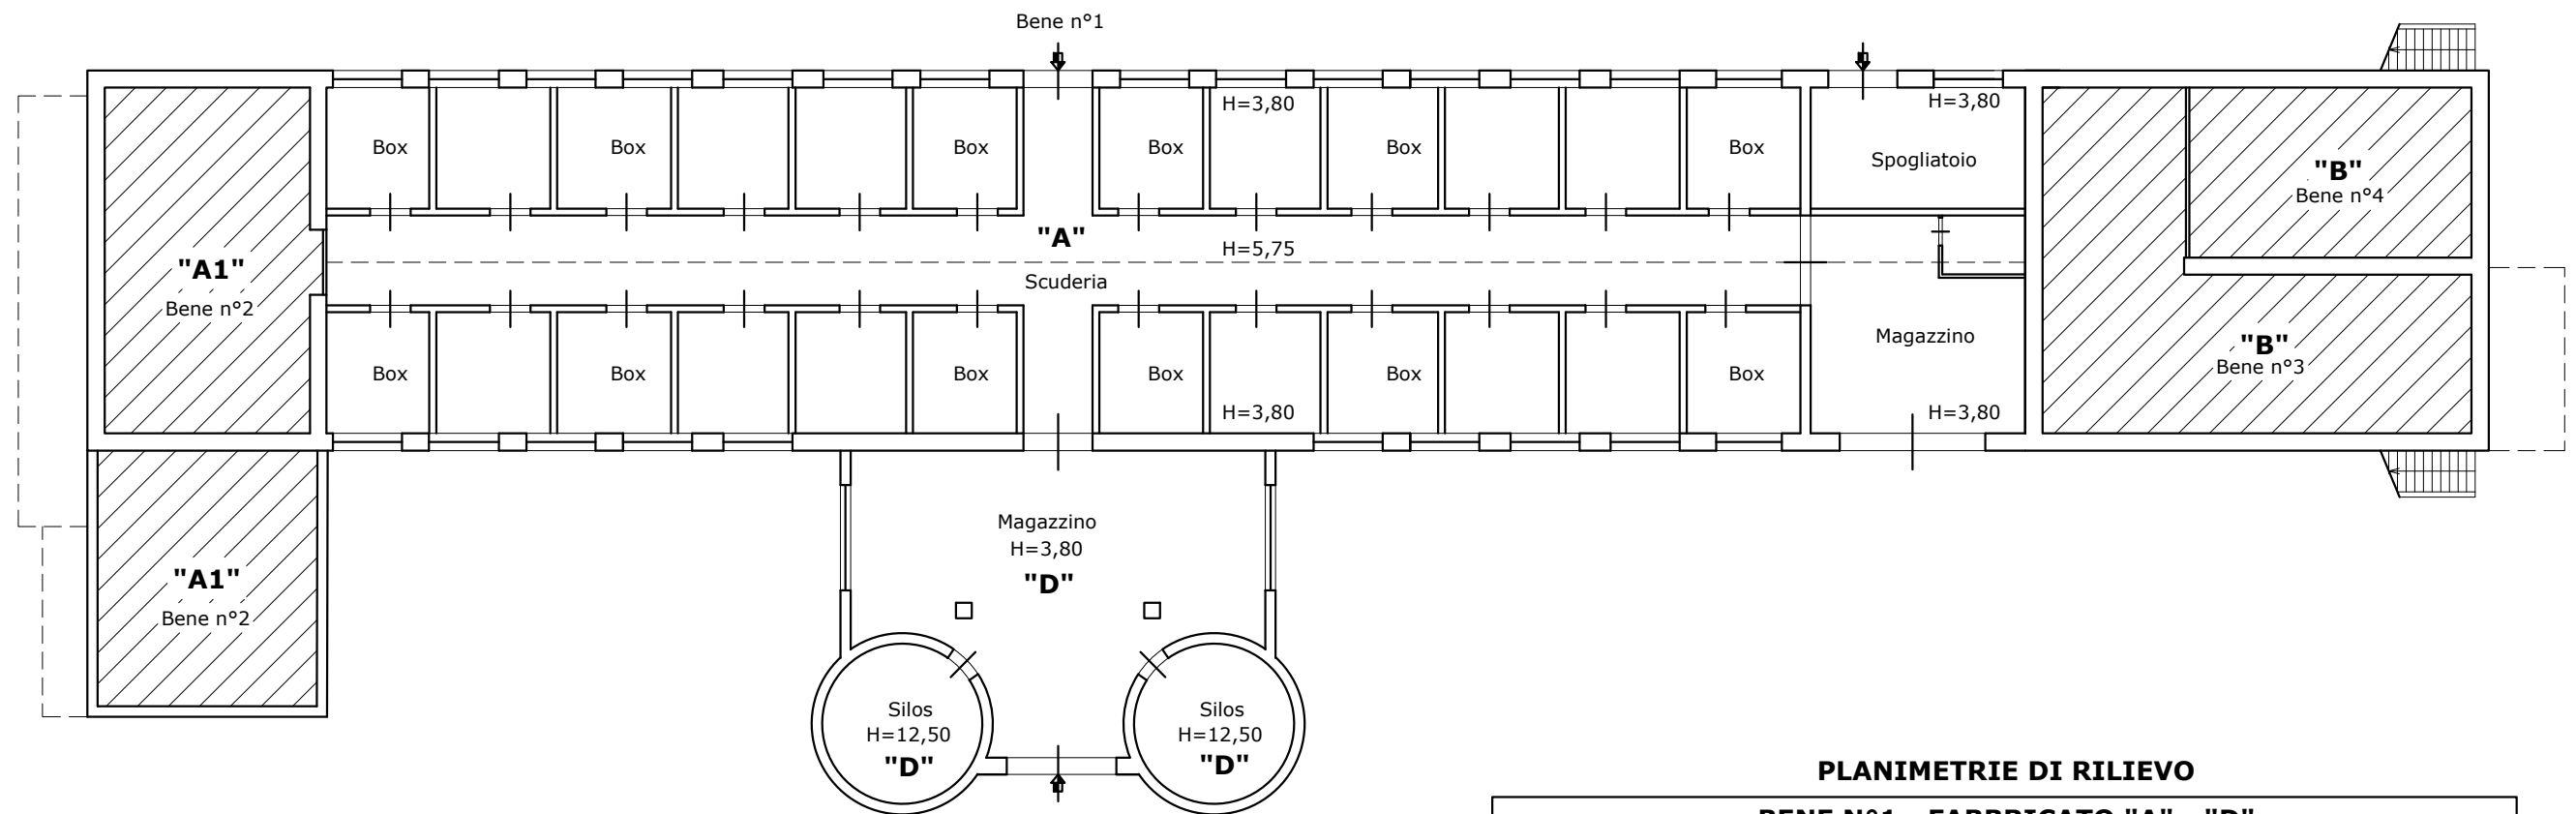 Bene n°1
H=3,80
H=3,80
Box
Box
Box
Box
Box
Box
Spogliatoio
"B"
Bene n°4
"A"
H=5,75
Scuderia
"A1"
Bene n°2
Magazzino
"B"
Bene n°3
Box
Box
Box
Box
Box
Box
H=3,80
H=3,80
Magazzino
H=3,80
"D"
"A1"
Bene n°2
Silos
H=12,50
"D"
Silos
H=12,50
"D"
PLANIMETRIE DI RILIEVO